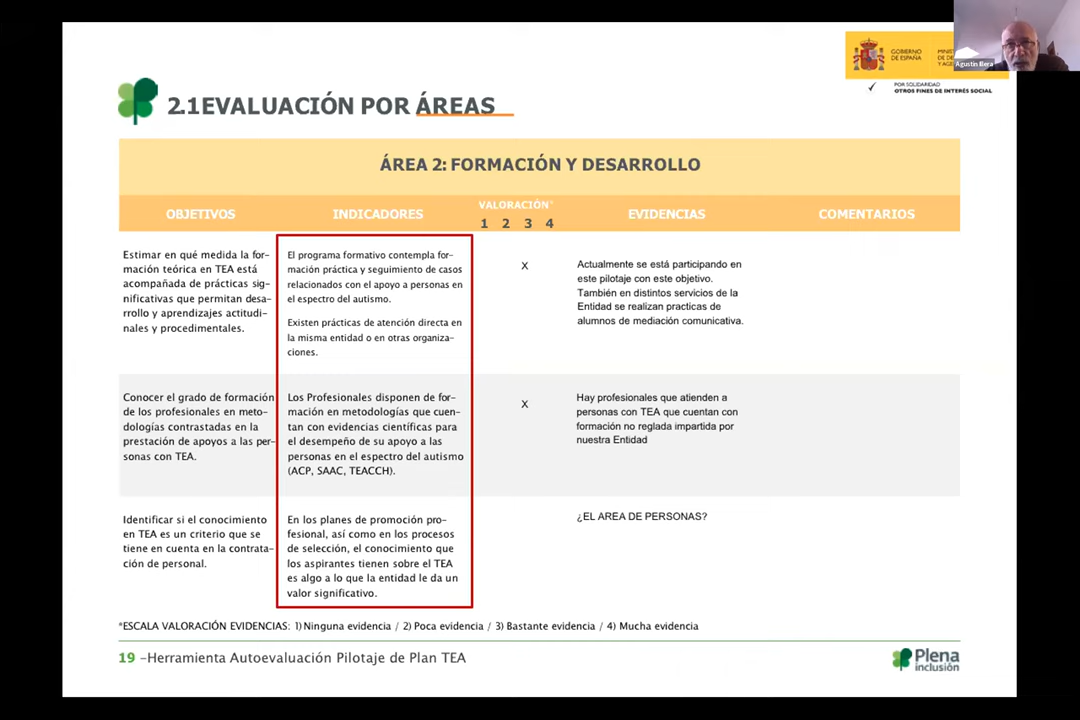 GOBIERNO
DE ESPAÑA
MINIS
DE DE
Y AGE
Agustín Illera
POR SOLIDARIDAD
OTROS FINES DE INTERÉS SOCIAL
2.1EVALUACIÓN POR ÁREAS
ÁREA 2: FORMACIÓN Y DESARROLLO
OBJETIVOS
INDICADORES
VALORACIÓN*
1 2 3 4
EVIDENCIAS
COMENTARIOS
Estimar en qué medida la for-
mación teórica en TEA está
acompañada de prácticas sig-
nificativas que permitan desa-
rrollo y aprendizajes actitudi-
nales y procedimentales.
El programa formativo contempla for-
mación práctica y seguimiento de casos
relacionados con el apoyo a personas en
el espectro del autismo.
Existen prácticas de atención directa en
la misma entidad o en otras organiza-
ciones.
X
Actualmente se está participando en
este pilotaje con este objetivo.
También en distintos servicios de la
Entidad se realizan practicas de
alumnos de mediación comunicativa.
Conocer el grado de formación
de los profesionales en meto-
dologías contrastadas en la
prestación de apoyos a las per-
sonas con TEA.
Los Profesionales disponen de for-
mación en metodologías que cuen-
tan con evidencias científicas para
el desempeño de su apoyo a las
personas en el espectro del autismo
(ACP, SAAC, TEACCH).
X
Hay profesionales que atienden a
personas con TEA que cuentan con
formación no reglada impartida por
nuestra Entidad
Identificar si el conocimiento
en TEA es un criterio que se
tiene en cuenta en la contrata-
ción de personal.
En los planes de promoción pro-
fesional, así como en los procesos
de selección, el conocimiento que
los aspirantes tienen sobre el TEA
es algo a lo que la entidad le da un
valor significativo.
¿EL AREA DE PERSONAS?
*ESCALA VALORACIÓN EVIDENCIAS: 1) Ninguna evidencia / 2) Poca evidencia / 3) Bastante evidencia / 4) Mucha evidencia
19 -Herramienta Autoevaluación Pilotaje de Plan TEA
Plena
inclusión